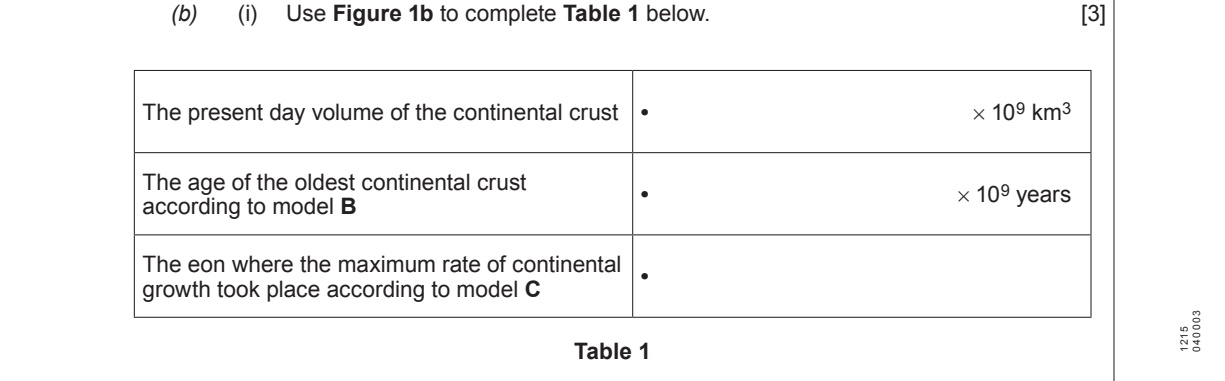 (b) (i) Use Figure 1b to complete Table 1 below. [3]
The present day volume of the continental crust • × 10⁹ km³
The age of the oldest continental crust
according to model B • × 10⁹ years
The eon where the maximum rate of continental
growth took place according to model C •
Table 1
1215
040003